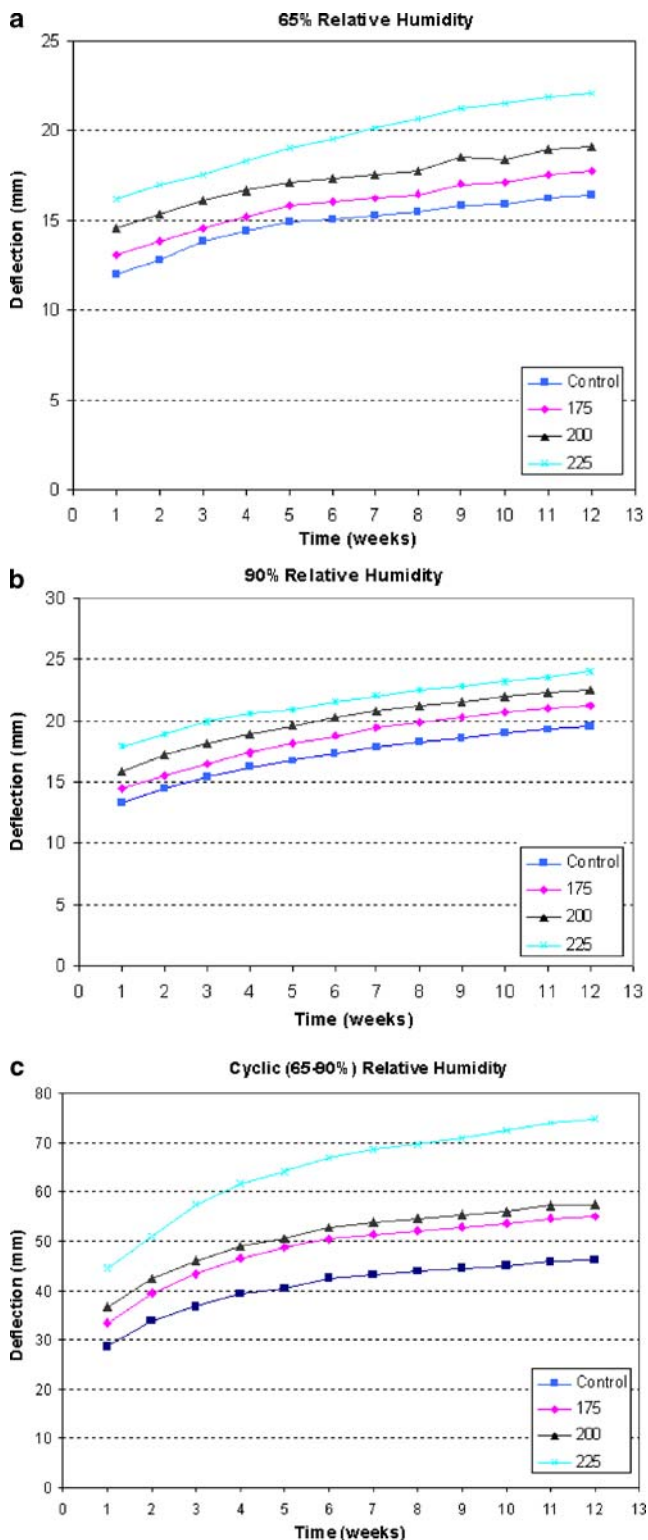 a
65% Relative Humidity
25
20
15
10
5
0
Deflection (mm)
0 1 2 3 4 5 6 7 8 9 10 11 12 13
Time (weeks)
Control
175
200
225
b
90% Relative Humidity
30
25
20
15
10
5
0
Deflection (mm)
0 1 2 3 4 5 6 7 8 9 10 11 12 13
Time (weeks)
Control
175
200
225
c
Cyclic (65-90%) Relative Humidity
80
70
60
50
40
30
20
10
0
Deflection (mm)
0 1 2 3 4 5 6 7 8 9 10 11 12 13
Time (weeks)
Control
175
200
225